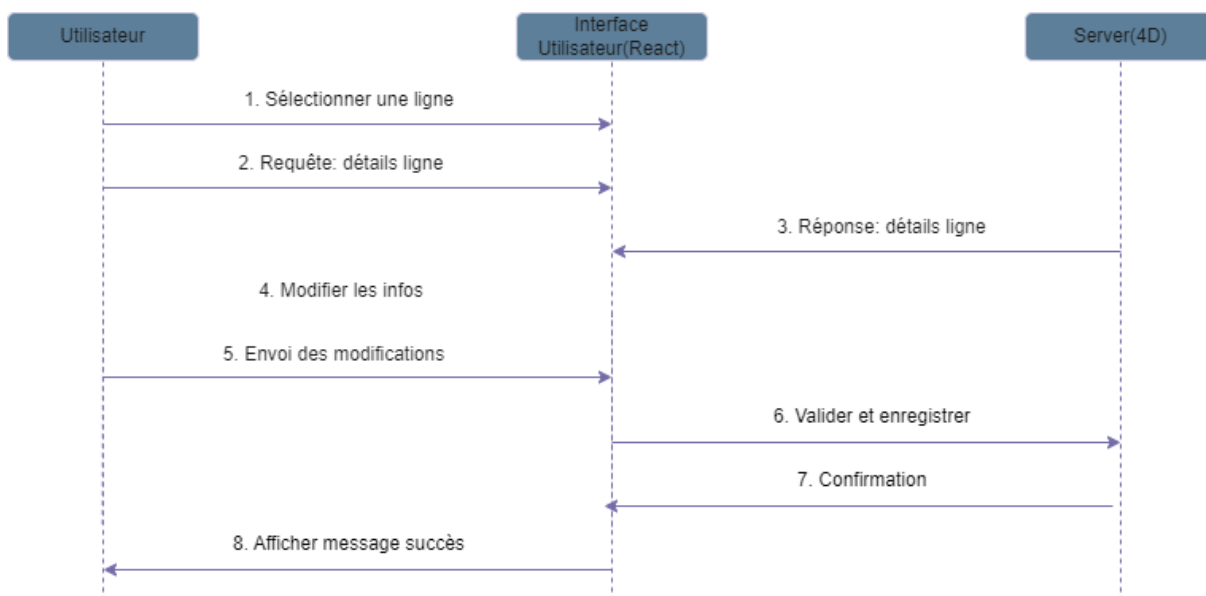 Utilisateur
Interface
Utilisateur(React)
Server(4D)
1. Sélectionner une ligne
2. Requête: détails ligne
3. Réponse: détails ligne
4. Modifier les infos
5. Envoi des modifications
6. Valider et enregistrer
7. Confirmation
8. Afficher message succès